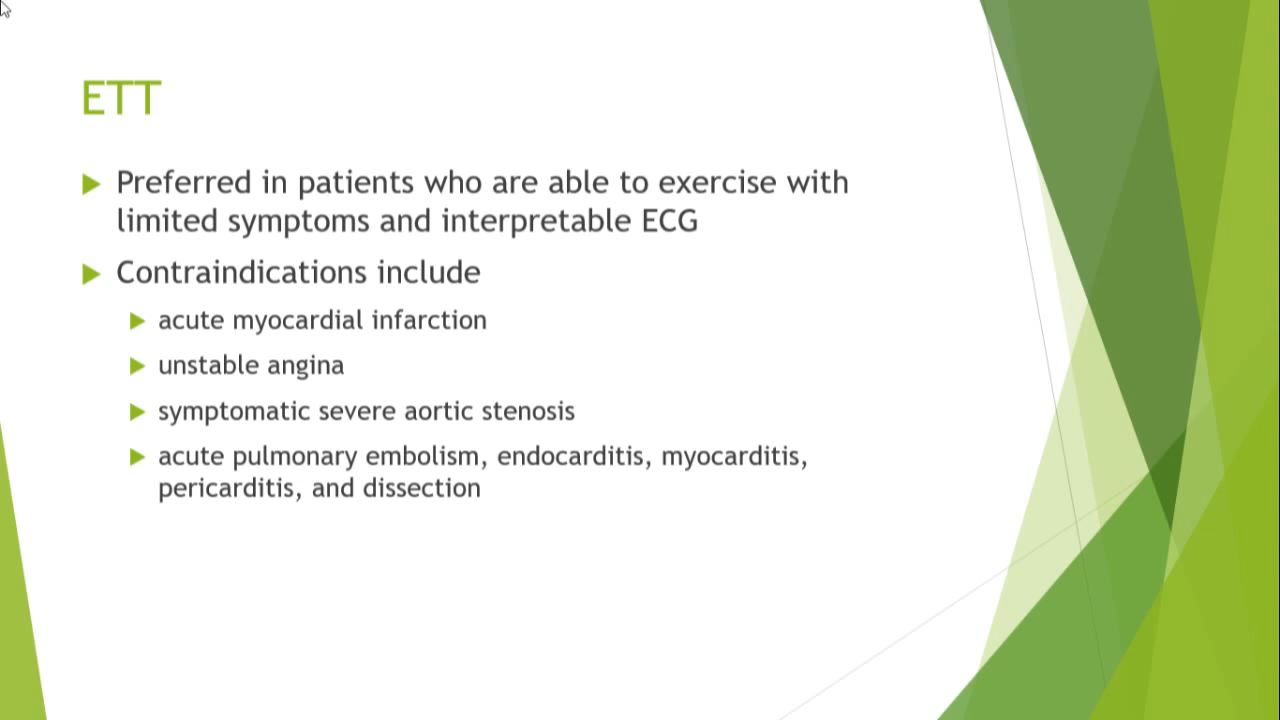 ETT
Preferred in patients who are able to exercise with
limited symptoms and interpretable ECG
Contraindications include
acute myocardial infarction
unstable angina
symptomatic severe aortic stenosis
acute pulmonary embolism, endocarditis, myocarditis,
pericarditis, and dissection